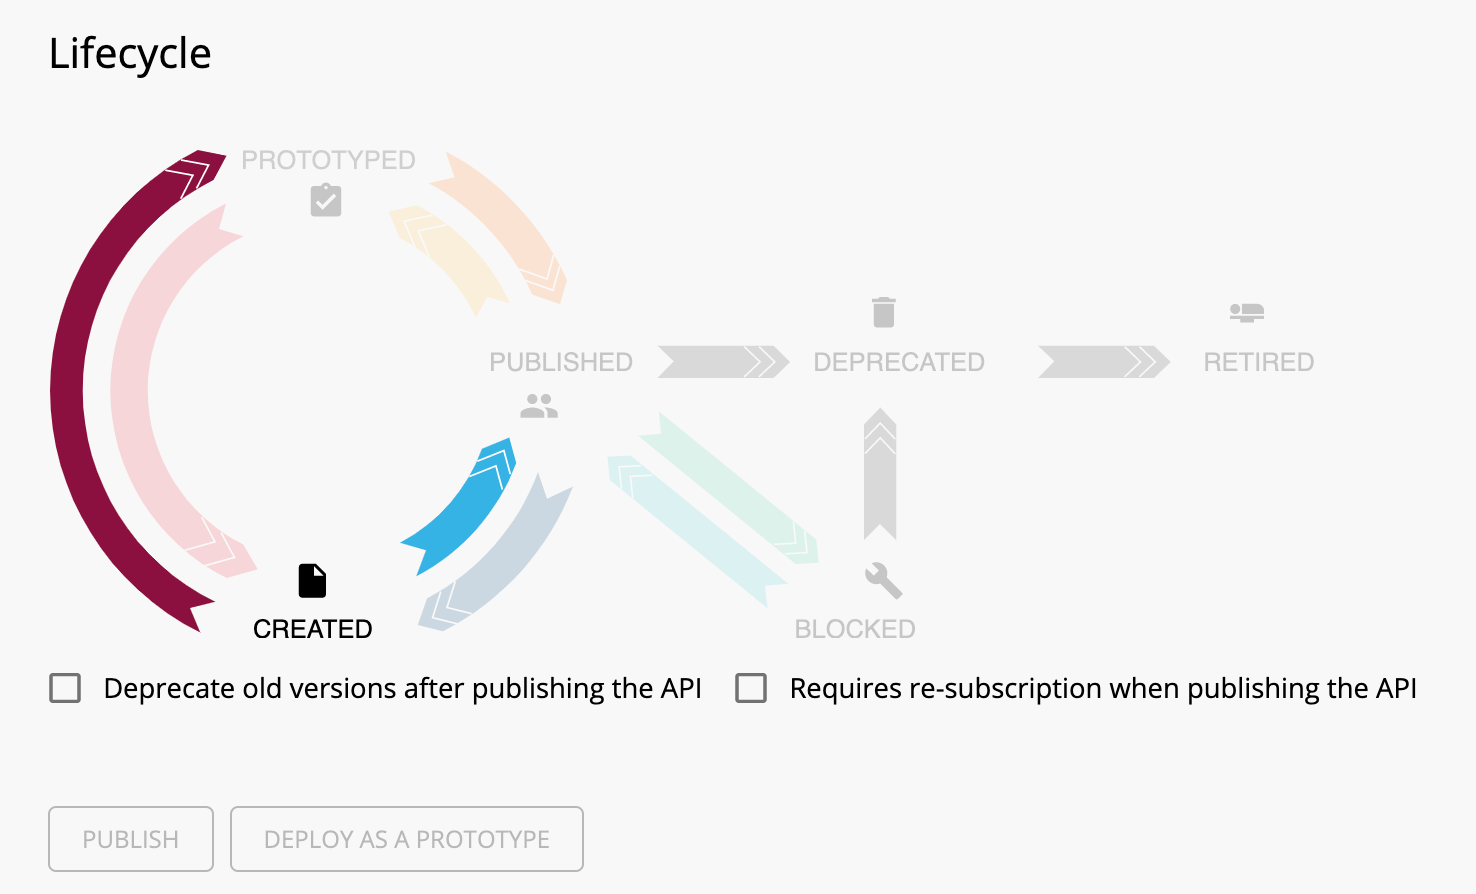 Lifecycle
PROTOTYPED
PUBLISHED
DEPRECATED
RETIRED
CREATED
BLOCKED
Deprecate old versions after publishing the API
Requires re-subscription when publishing the API
PUBLISH
DEPLOY AS A PROTOTYPE